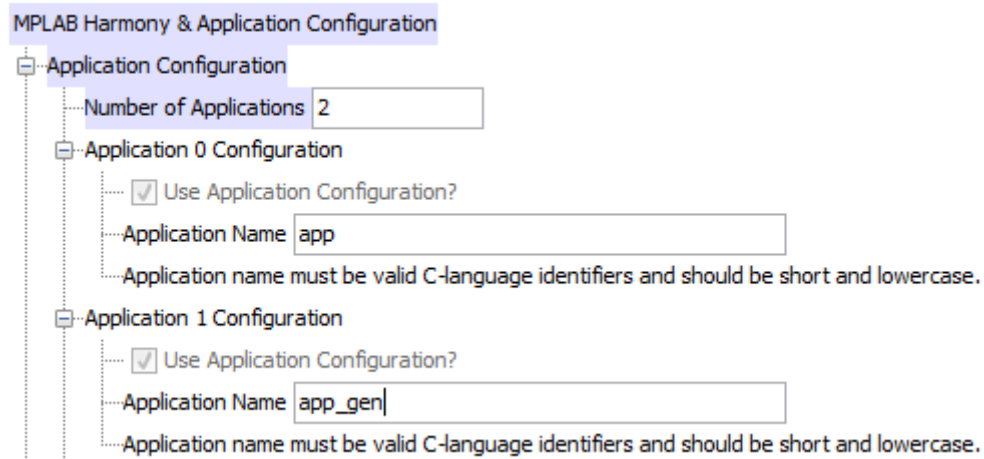 MPLAB Harmony & Application Configuration
Application Configuration
Number of Applications 2
Application 0 Configuration
Use Application Configuration?
Application Name app
Application name must be valid C-language identifiers and should be short and lowercase.
Application 1 Configuration
Use Application Configuration?
Application Name app_gen
Application name must be valid C-language identifiers and should be short and lowercase.